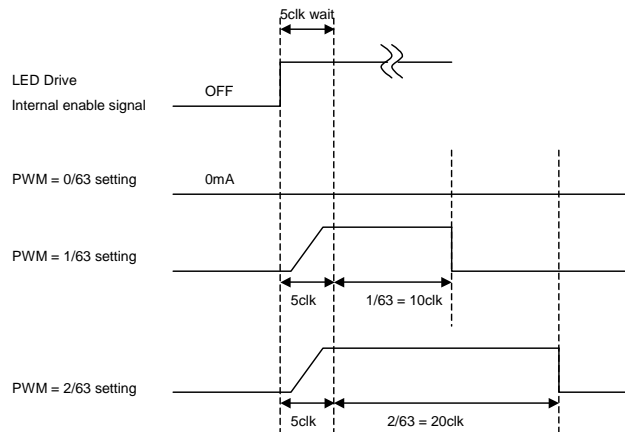 5clk wait
LED Drive
Internal enable signal
OFF
PWM = 0/63 setting
0mA
PWM = 1/63 setting
5clk
1/63 = 10clk
PWM = 2/63 setting
5clk
2/63 = 20clk